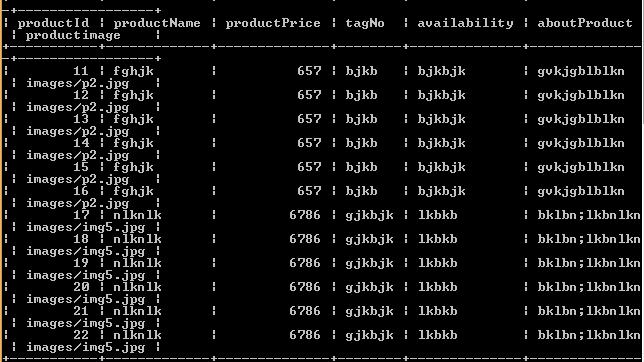 | productId | productName | productPrice | tagNo | availability | aboutProduct
| productimage |
| 11 | fghjk | 657 | bjkb | bjkbjk | gvkjgblblkn
| images/p2.jpg |
| 12 | fghjk | 657 | bjkb | bjkbjk | gvkjgblblkn
| images/p2.jpg |
| 13 | fghjk | 657 | bjkb | bjkbjk | gvkjgblblkn
| images/p2.jpg |
| 14 | fghjk | 657 | bjkb | bjkbjk | gvkjgblblkn
| images/p2.jpg |
| 15 | fghjk | 657 | bjkb | bjkbjk | gvkjgblblkn
| images/p2.jpg |
| 16 | fghjk | 657 | bjkb | bjkbjk | gvkjgblblkn
| images/p2.jpg |
| 17 | nlknlk | 6786 | gjkbjk | lkbkb | bklbn;lkbnlkn
| images/img5.jpg |
| 18 | nlknlk | 6786 | gjkbjk | lkbkb | bklbn;lkbnlkn
| images/img5.jpg |
| 19 | nlknlk | 6786 | gjkbjk | lkbkb | bklbn;lkbnlkn
| images/img5.jpg |
| 20 | nlknlk | 6786 | gjkbjk | lkbkb | bklbn;lkbnlkn
| images/img5.jpg |
| 21 | nlknlk | 6786 | gjkbjk | lkbkb | bklbn;lkbnlkn
| images/img5.jpg |
| 22 | nlknlk | 6786 | gjkbjk | lkbkb | bklbn;lkbnlkn
| images/img5.jpg |